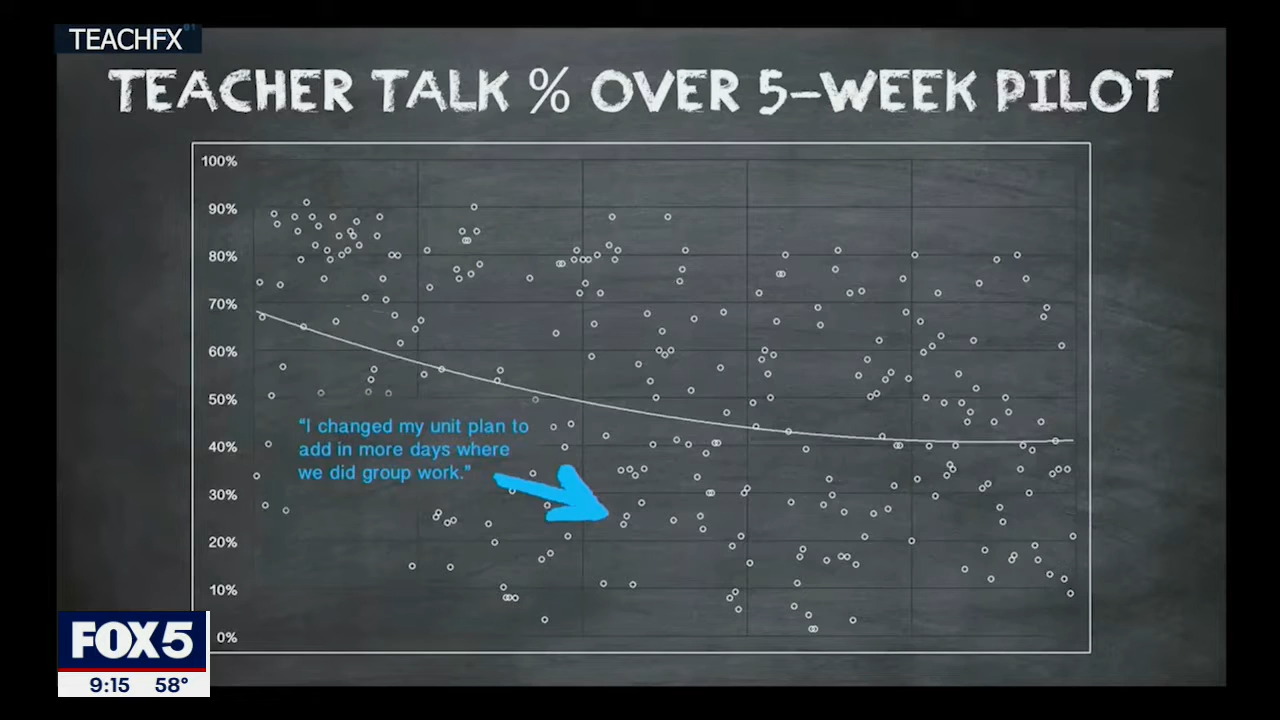 TEACHFX
TEACHER TALK % OVER 5-WEEK PILOT
100%
90%
80%
70%
60%
50%
40%
30%
20%
10%
0%
“I changed my unit plan to
add in more days where
we did group work.”
FOX5
9:15 58°